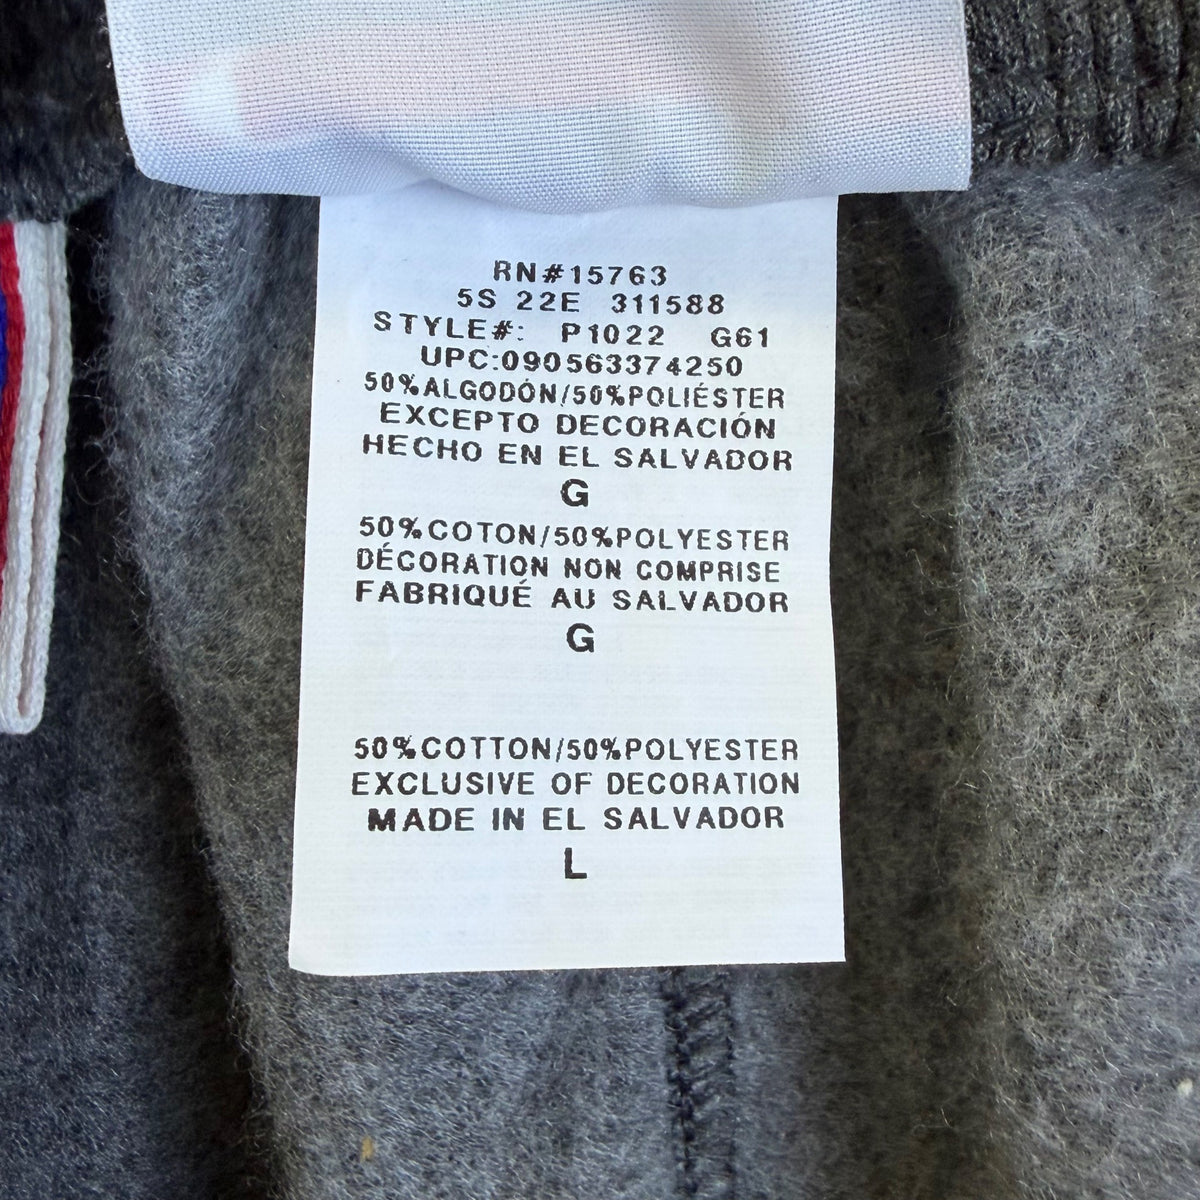 RN#15763
5S 22E 311588
STYLE#: P1022 G61
UPC:090563374250
50%ALGODÓN/50%POLIÉSTER
EXCEPTO DECORACIÓN
HECHO EN EL SALVADOR
G
50%COTON/50%POLYESTER
DÉCORATION NON COMPRISE
FABRIQUÉ AU SALVADOR
G
50%COTTON/50%POLYESTER
EXCLUSIVE OF DECORATION
MADE IN EL SALVADOR
L